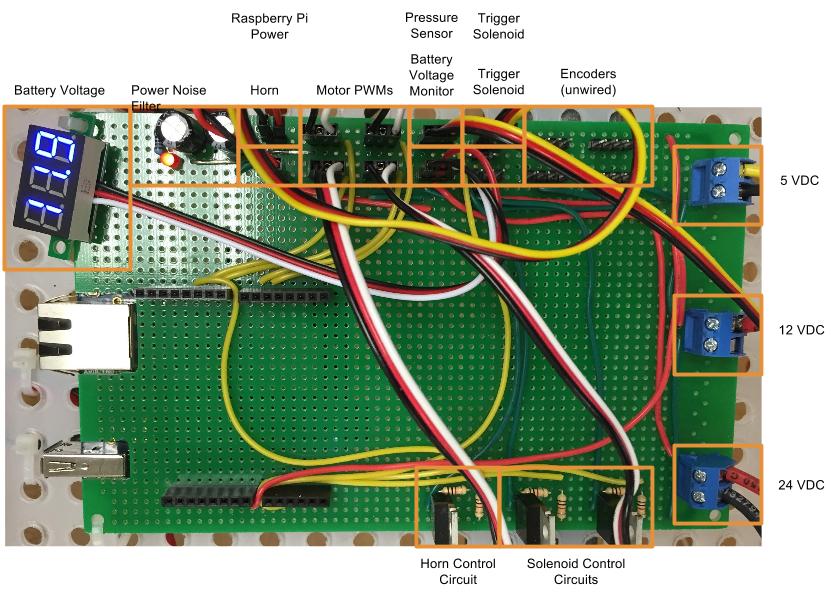 Raspberry Pi
Power
Pressure
Sensor
Trigger
Solenoid
Battery Voltage
Power Noise
Filter
Horn
Motor PWMs
Battery
Voltage
Monitor
Trigger
Solenoid
Encoders
(unwired)
5 VDC
12 VDC
24 VDC
Horn Control
Circuit
Solenoid Control
Circuits